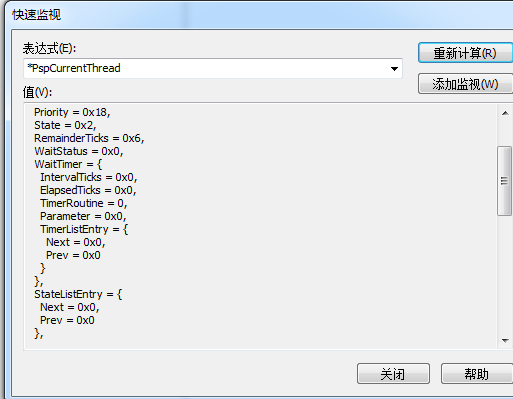 快速监视
表达式(E):
重新计算(R)
*PspCurrentThread
添加监视(W)
值(V):
Priority = 0x18,
State = 0x2,
RemainderTicks = 0x6,
WaitStatus = 0x0,
WaitTimer = {
IntervalTicks = 0x0,
ElapsedTicks = 0x0,
TimerRoutine = 0,
Parameter = 0x0,
TimerListEntry = {
Next = 0x0,
Prev = 0x0
}
},
StateListEntry = {
Next = 0x0,
Prev = 0x0
},
关闭
帮助